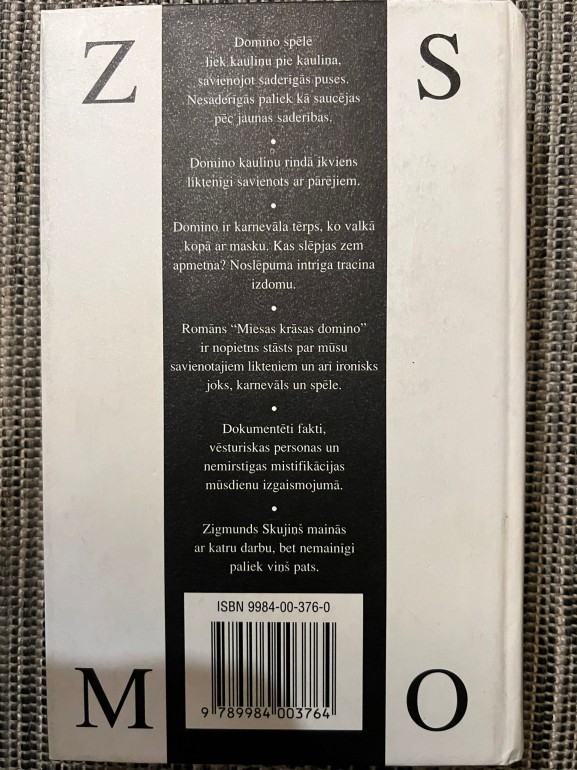 Z
S
Domino spēlē
liek kauliņu pie kauliņa,
savienojot saderīgās puses.
Nesaderīgās paliek kā saucējas
pēc jaunas saderības.
•
Domino kauliņu rindā ikviens
liktenīgi savienots ar pārējiem.
•
Domino ir karnevāla tērps, ko valkā
kopā ar masku. Kas slēpjas zem
apmetņa? Noslēpuma intriga tracina
izdomu.
•
Romāns “Miesas krāsas domino”
ir nopietns stāsts par mūsu
savienotajiem likteņiem un arī ironisks
joks, karnevāls un spēle.
•
Dokumentēti fakti,
vēsturiskas personas un
nemirstīgas mistifikācijas
mūsdienu izgaismojumā.
•
Zigmunds Skujiņš mainās
ar katru darbu, bet nemainīgi
paliek viņš pats.
ISBN 9984-00-376-0
9 789984 003764
M
O